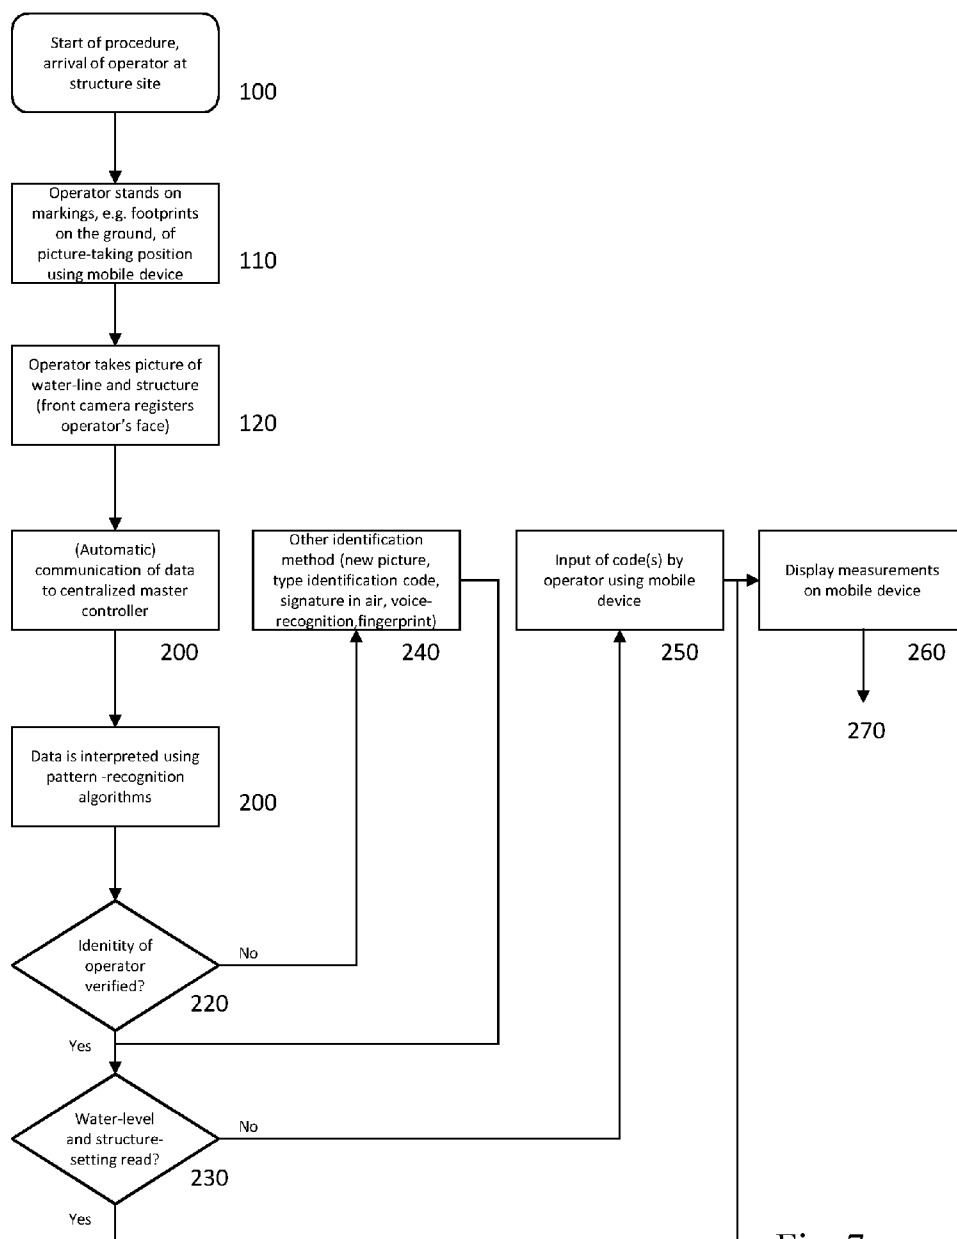 Start of procedure,
arrival of operator at
structure site
100
Operator stands on
markings, e.g. footprints
on the ground, of
picture-taking position
using mobile device
110
Operator takes picture of
water-line and structure
(front camera registers
operator's face)
120
(Automatic)
communication of data
to centralized master
controller
200
Other identification
method (new picture,
type identification code,
signature in air, voice-
recognition,fingerprint)
240
Input of code(s) by
operator using mobile
device
250
Display measurements
on mobile device
260
270
Data is interpreted using
pattern -recognition
algorithms
200
Idenitity of
operator
verified?
No
220
Yes
Water-level
and structure-
setting read?
No
230
Yes
Fig. 7